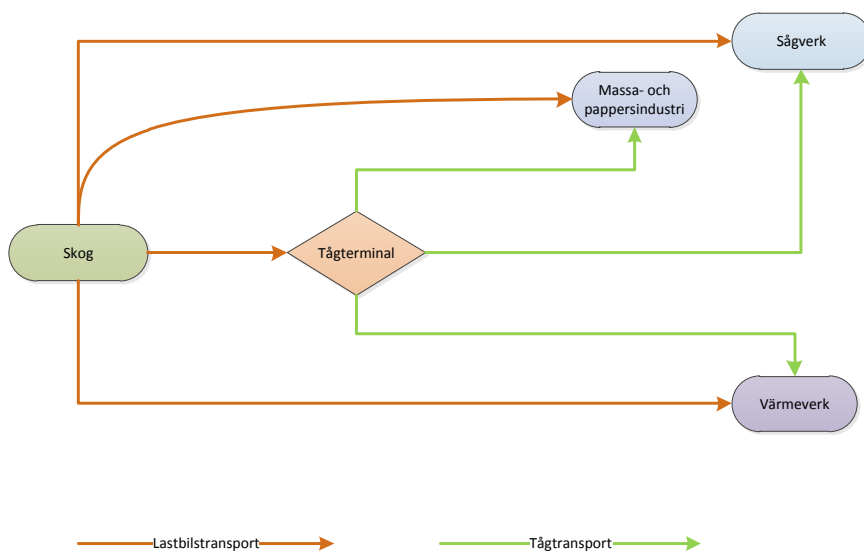 Sågverk
Massa- och
pappersindustri
Skog
Tågterminal
Värmeverk
Lastbilstransport
Tågtransport